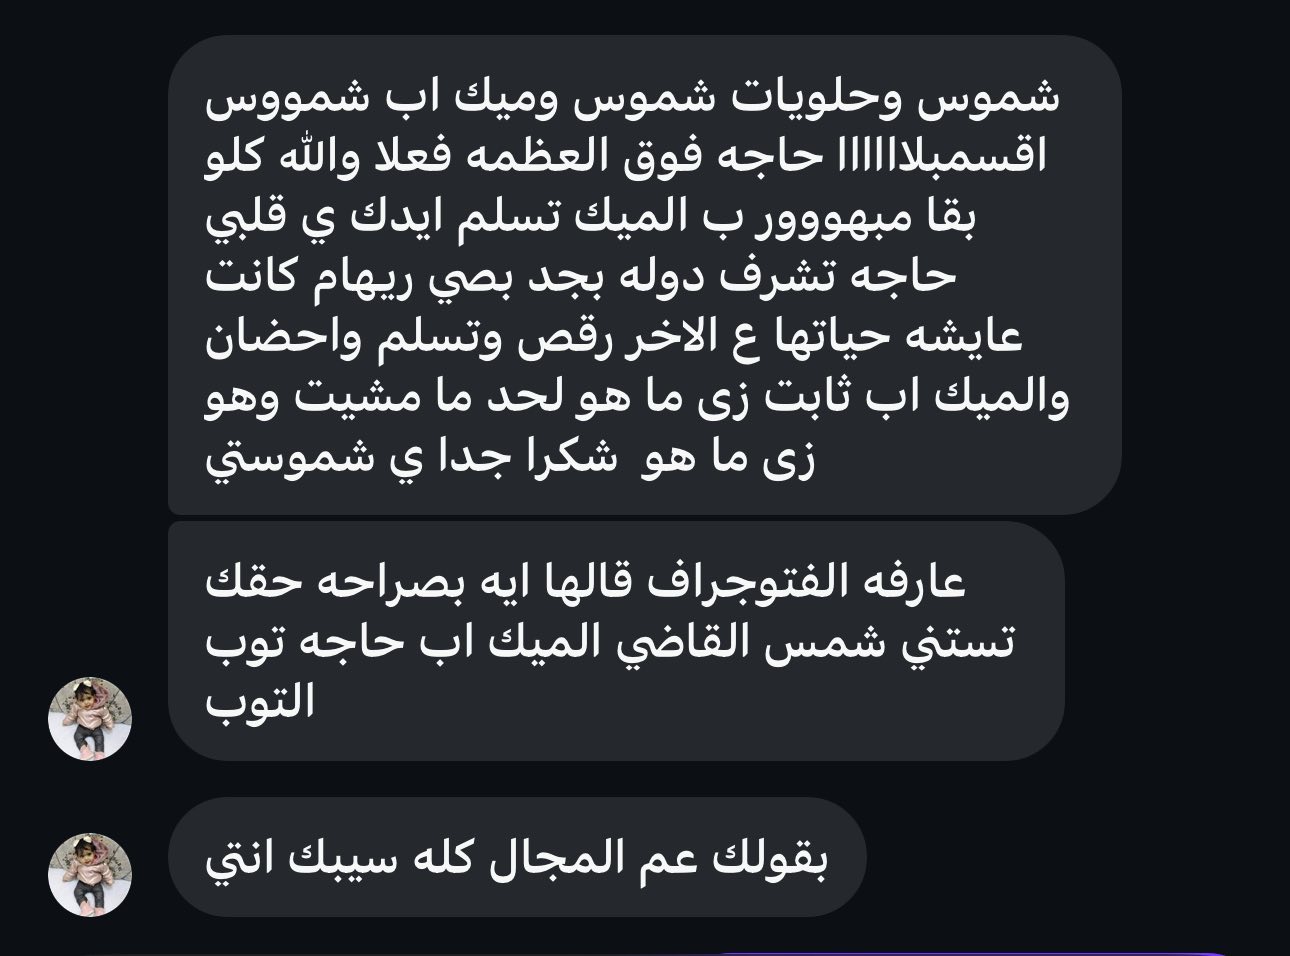 شموس وحلويات شموس وميك اب شمووس
اقسمبلااااااا حاجه فوق العظمه فعلا والله كلو
بقا مبهووور ب الميك تسلم ايدك ي قلبي
حاجه تشرف دوله بجد بصي ريهام كانت
عايشه حياتها ع الاخر رقص وتسلم واحضان
والميك اب ثابت زى ما هو لحد ما مشيت وهو
زى ما هو  شكرا جدا ي شموستي
عارفه الفتوجراف قالها ايه بصراحه حقك
تستني شمس القاضي الميك اب حاجه توب
التوب
بقولك عم المجال كله سيبك انتي